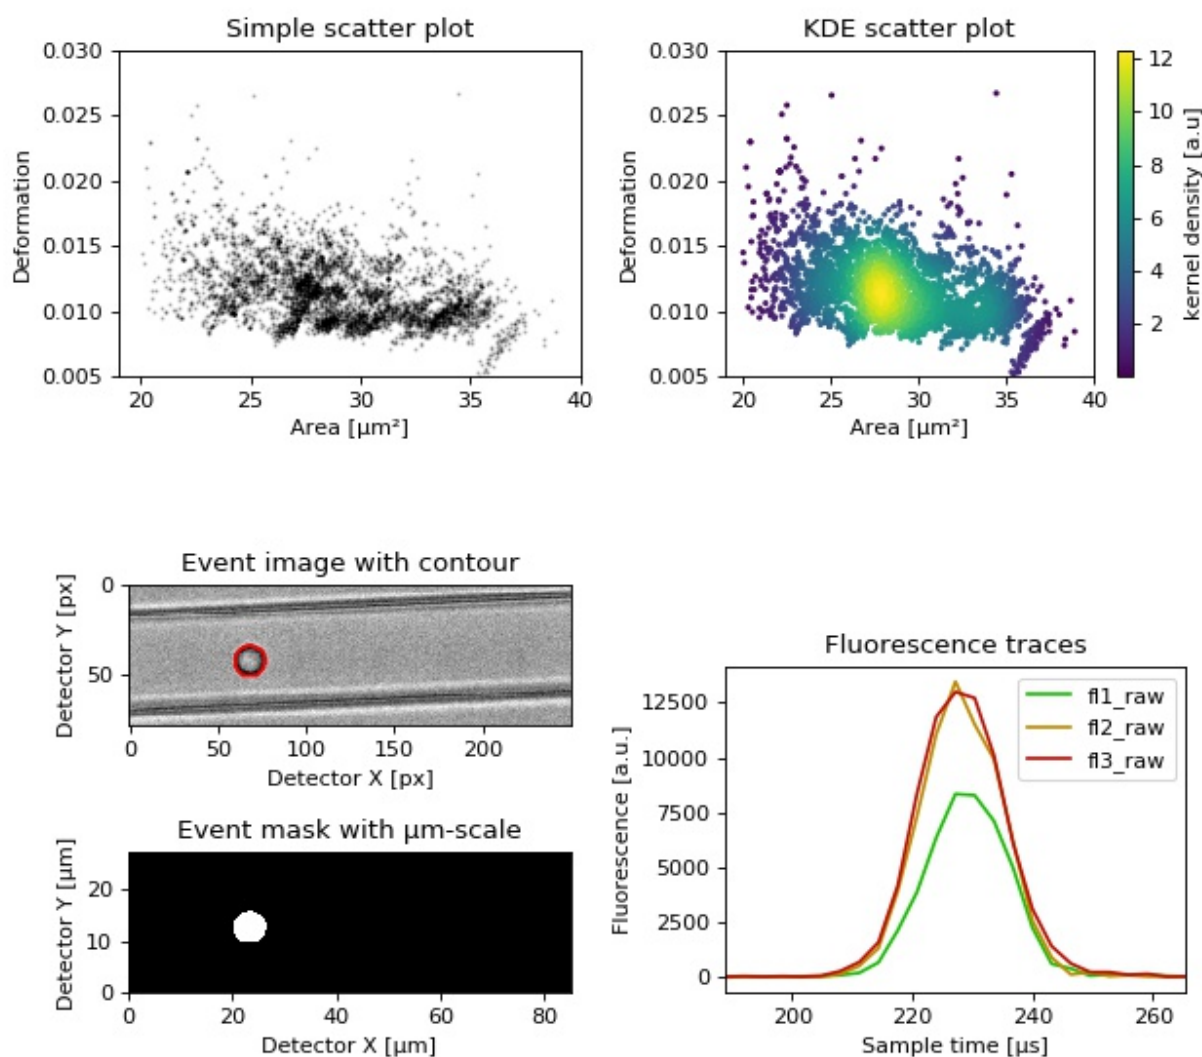 Simple scatter plot
0.030
0.025
0.020
0.015
0.010
0.005
Deformation
20 25 30 35 40
Area [µm²]
KDE scatter plot
0.030
0.025
0.020
0.015
0.010
0.005
Deformation
20 25 30 35 40
Area [µm²]
12
10
8
6
4
2
kernel density [a.u]
Event image with contour
0
50
Detector Y [px]
0 50 100 150 200
Detector X [px]
Event mask with µm-scale
20
10
0
Detector Y [µm]
0 20 40 60 80
Detector X [µm]
Fluorescence traces
12500
10000
7500
5000
2500
0
Fluorescence [a.u.]
fl1_raw
fl2_raw
fl3_raw
200 220 240 260
Sample time [µs]